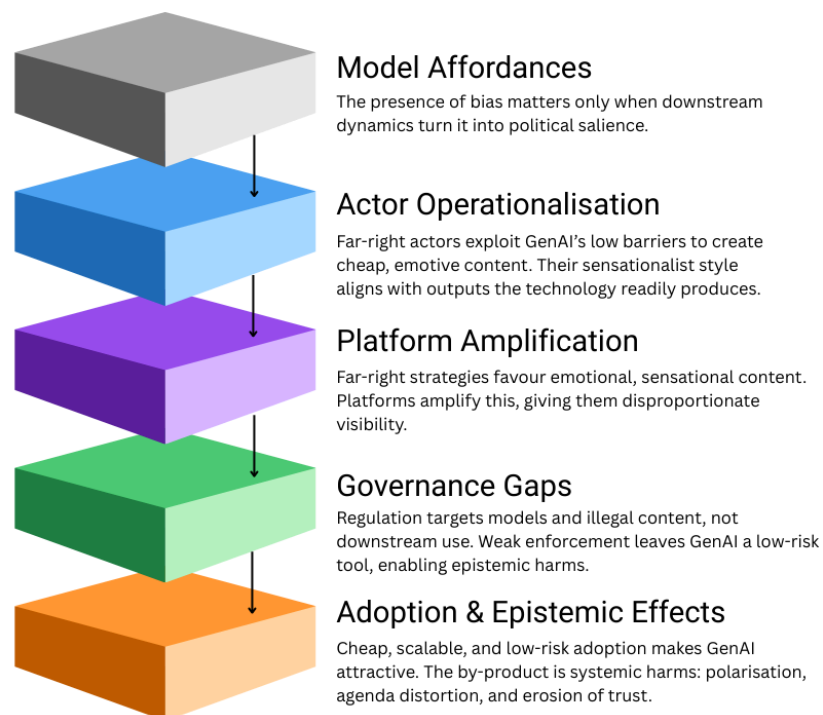 Model Affordances
The presence of bias matters only when downstream
dynamics turn it into political salience.
Actor Operationalisation
Far-right actors exploit GenAI’s low barriers to create
cheap, emotive content. Their sensationalist style
aligns with outputs the technology readily produces.
Platform Amplification
Far-right strategies favour emotional, sensational content.
Platforms amplify this, giving them disproportionate
visibility.
Governance Gaps
Regulation targets models and illegal content, not
downstream use. Weak enforcement leaves GenAI a low-risk
tool, enabling epistemic harms.
Adoption & Epistemic Effects
Cheap, scalable, and low-risk adoption makes GenAI
attractive. The by-product is systemic harms: polarisation,
agenda distortion, and erosion of trust.